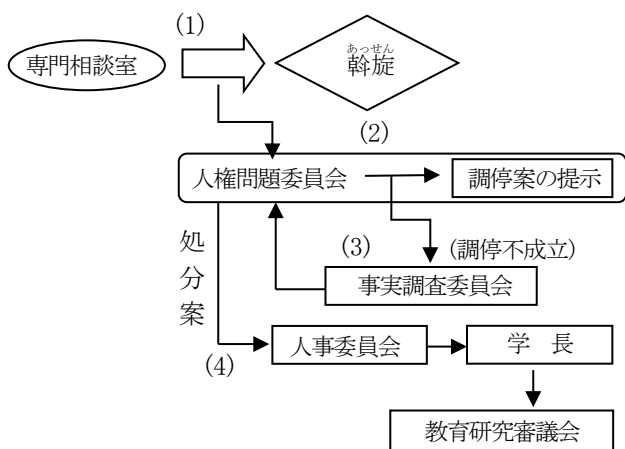 (1)
専門相談室
あっせん
斡旋
(2)
人権問題委員会
調停案の提示
処分案
(3)
(調停不成立)
事実調査委員会
(4)
人事委員会
学　長
教育研究審議会